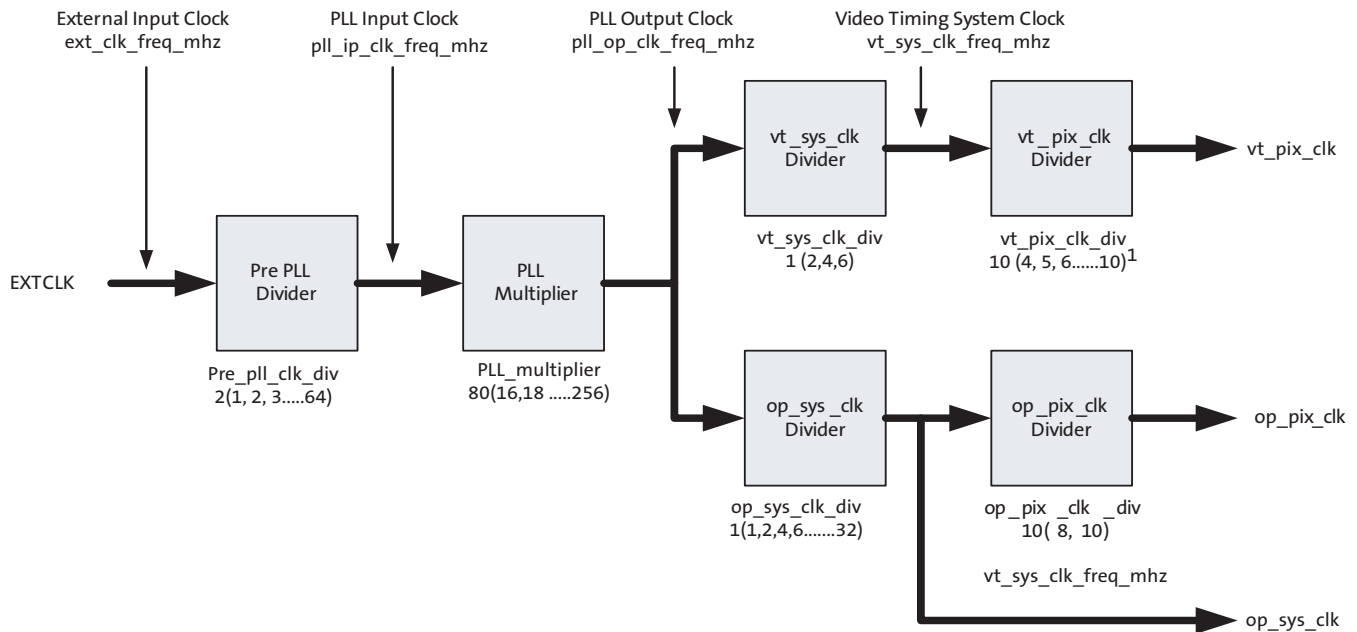 External Input Clock
ext_clk_freq_mhz
PLL Input Clock
pll_ip_clk_freq_mhz
PLL Output Clock
pll_op_clk_freq_mhz
Video Timing System Clock
vt_sys_clk_freq_mhz
vt_sys_clk
Divider
vt_pix_clk
Divider
vt_pix_clk
vt_sys_clk_div
1 (2,4,6)
vt_pix_clk_div
10 (4, 5, 6......10)¹
EXTCLK
Pre PLL
Divider
PLL
Multiplier
Pre_pll_clk_div
2(1, 2, 3.....64)
PLL_multiplier
80(16,18 .....256)
op_sys_clk
Divider
op_pix_clk
Divider
op_pix_clk
op_sys_clk_div
1(1,2,4,6.......32)
op_pix _clk _div
10( 8, 10)
vt_sys_clk_freq_mhz
op_sys_clk